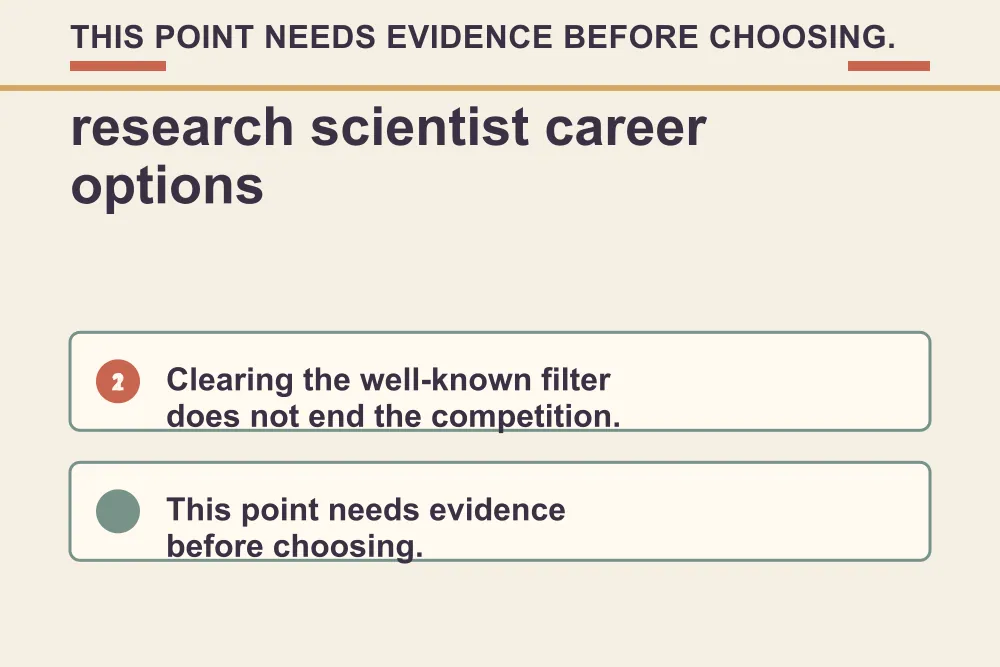 THIS POINT NEEDS EVIDENCE BEFORE CHOOSING.
research scientist career
options
2 Clearing the well-known filter
does not end the competition.
This point needs evidence
before choosing.